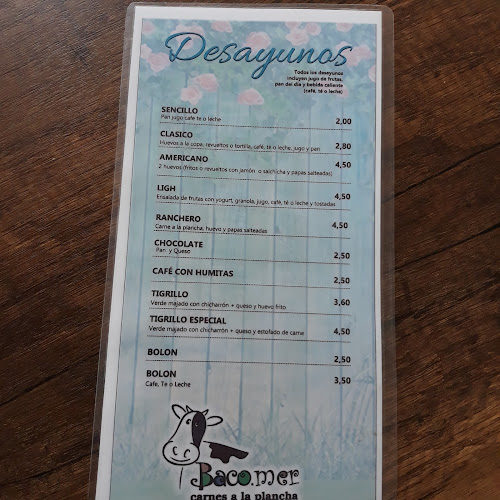 Desayunos
Todos los desayunos
incluyen jugo de frutas,
pan del día y bebida caliente
(café, té o leche)
SENCILLO
Pan jugo cafe té o leche 2,00
CLASICO
Huevos a la copa, revueltos o tortilla, café, té o leche, jugo y pan 2,80
AMERICANO 4,50
2 huevos (fritos o revueltos con jamón o salchicha y papas salteadas)
LIGH
Ensalada de frutas con yogurt, granola, jugo, café, té o leche y tostadas 4,50
RANCHERO
Carne a la plancha, huevo y papas salteadas 4,50
CHOCOLATE
Pan y Queso 2,50
CAFÉ CON HUMITAS 2,50
TIGRILLO
Verde majado con chicharrón + queso y huevo frito 3,60
TIGRILLO ESPECIAL
Verde majado con chicharrón + queso y estofado de carne 4,50
BOLON 2,50
BOLON
Cafe, Te o Leche 3,50
Baco.mer
carnes a la plancha